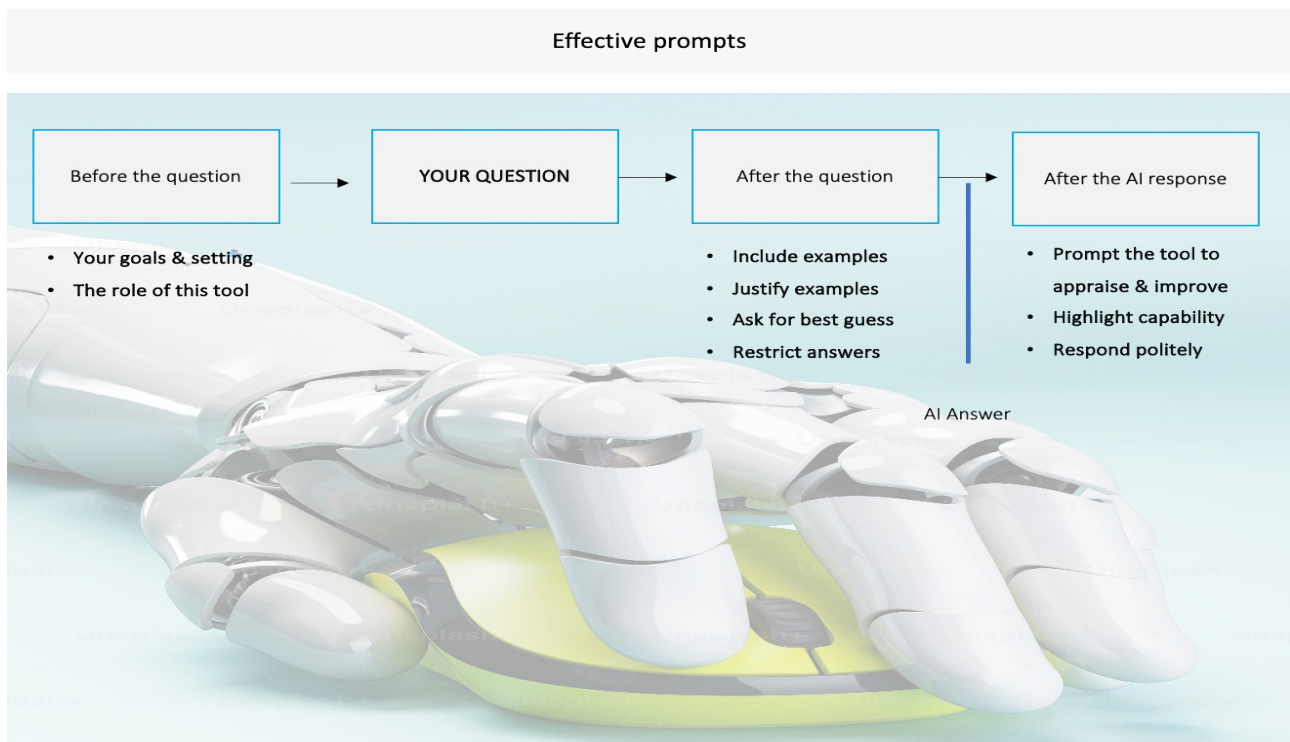 Effective prompts
Before the question
YOUR QUESTION
After the question
After the AI response
• Your goals & setting
• The role of this tool
• Include examples
• Justify examples
• Ask for best guess
• Restrict answers
• Prompt the tool to
appraise & improve
• Highlight capability
• Respond politely
AI Answer
Unsplash+